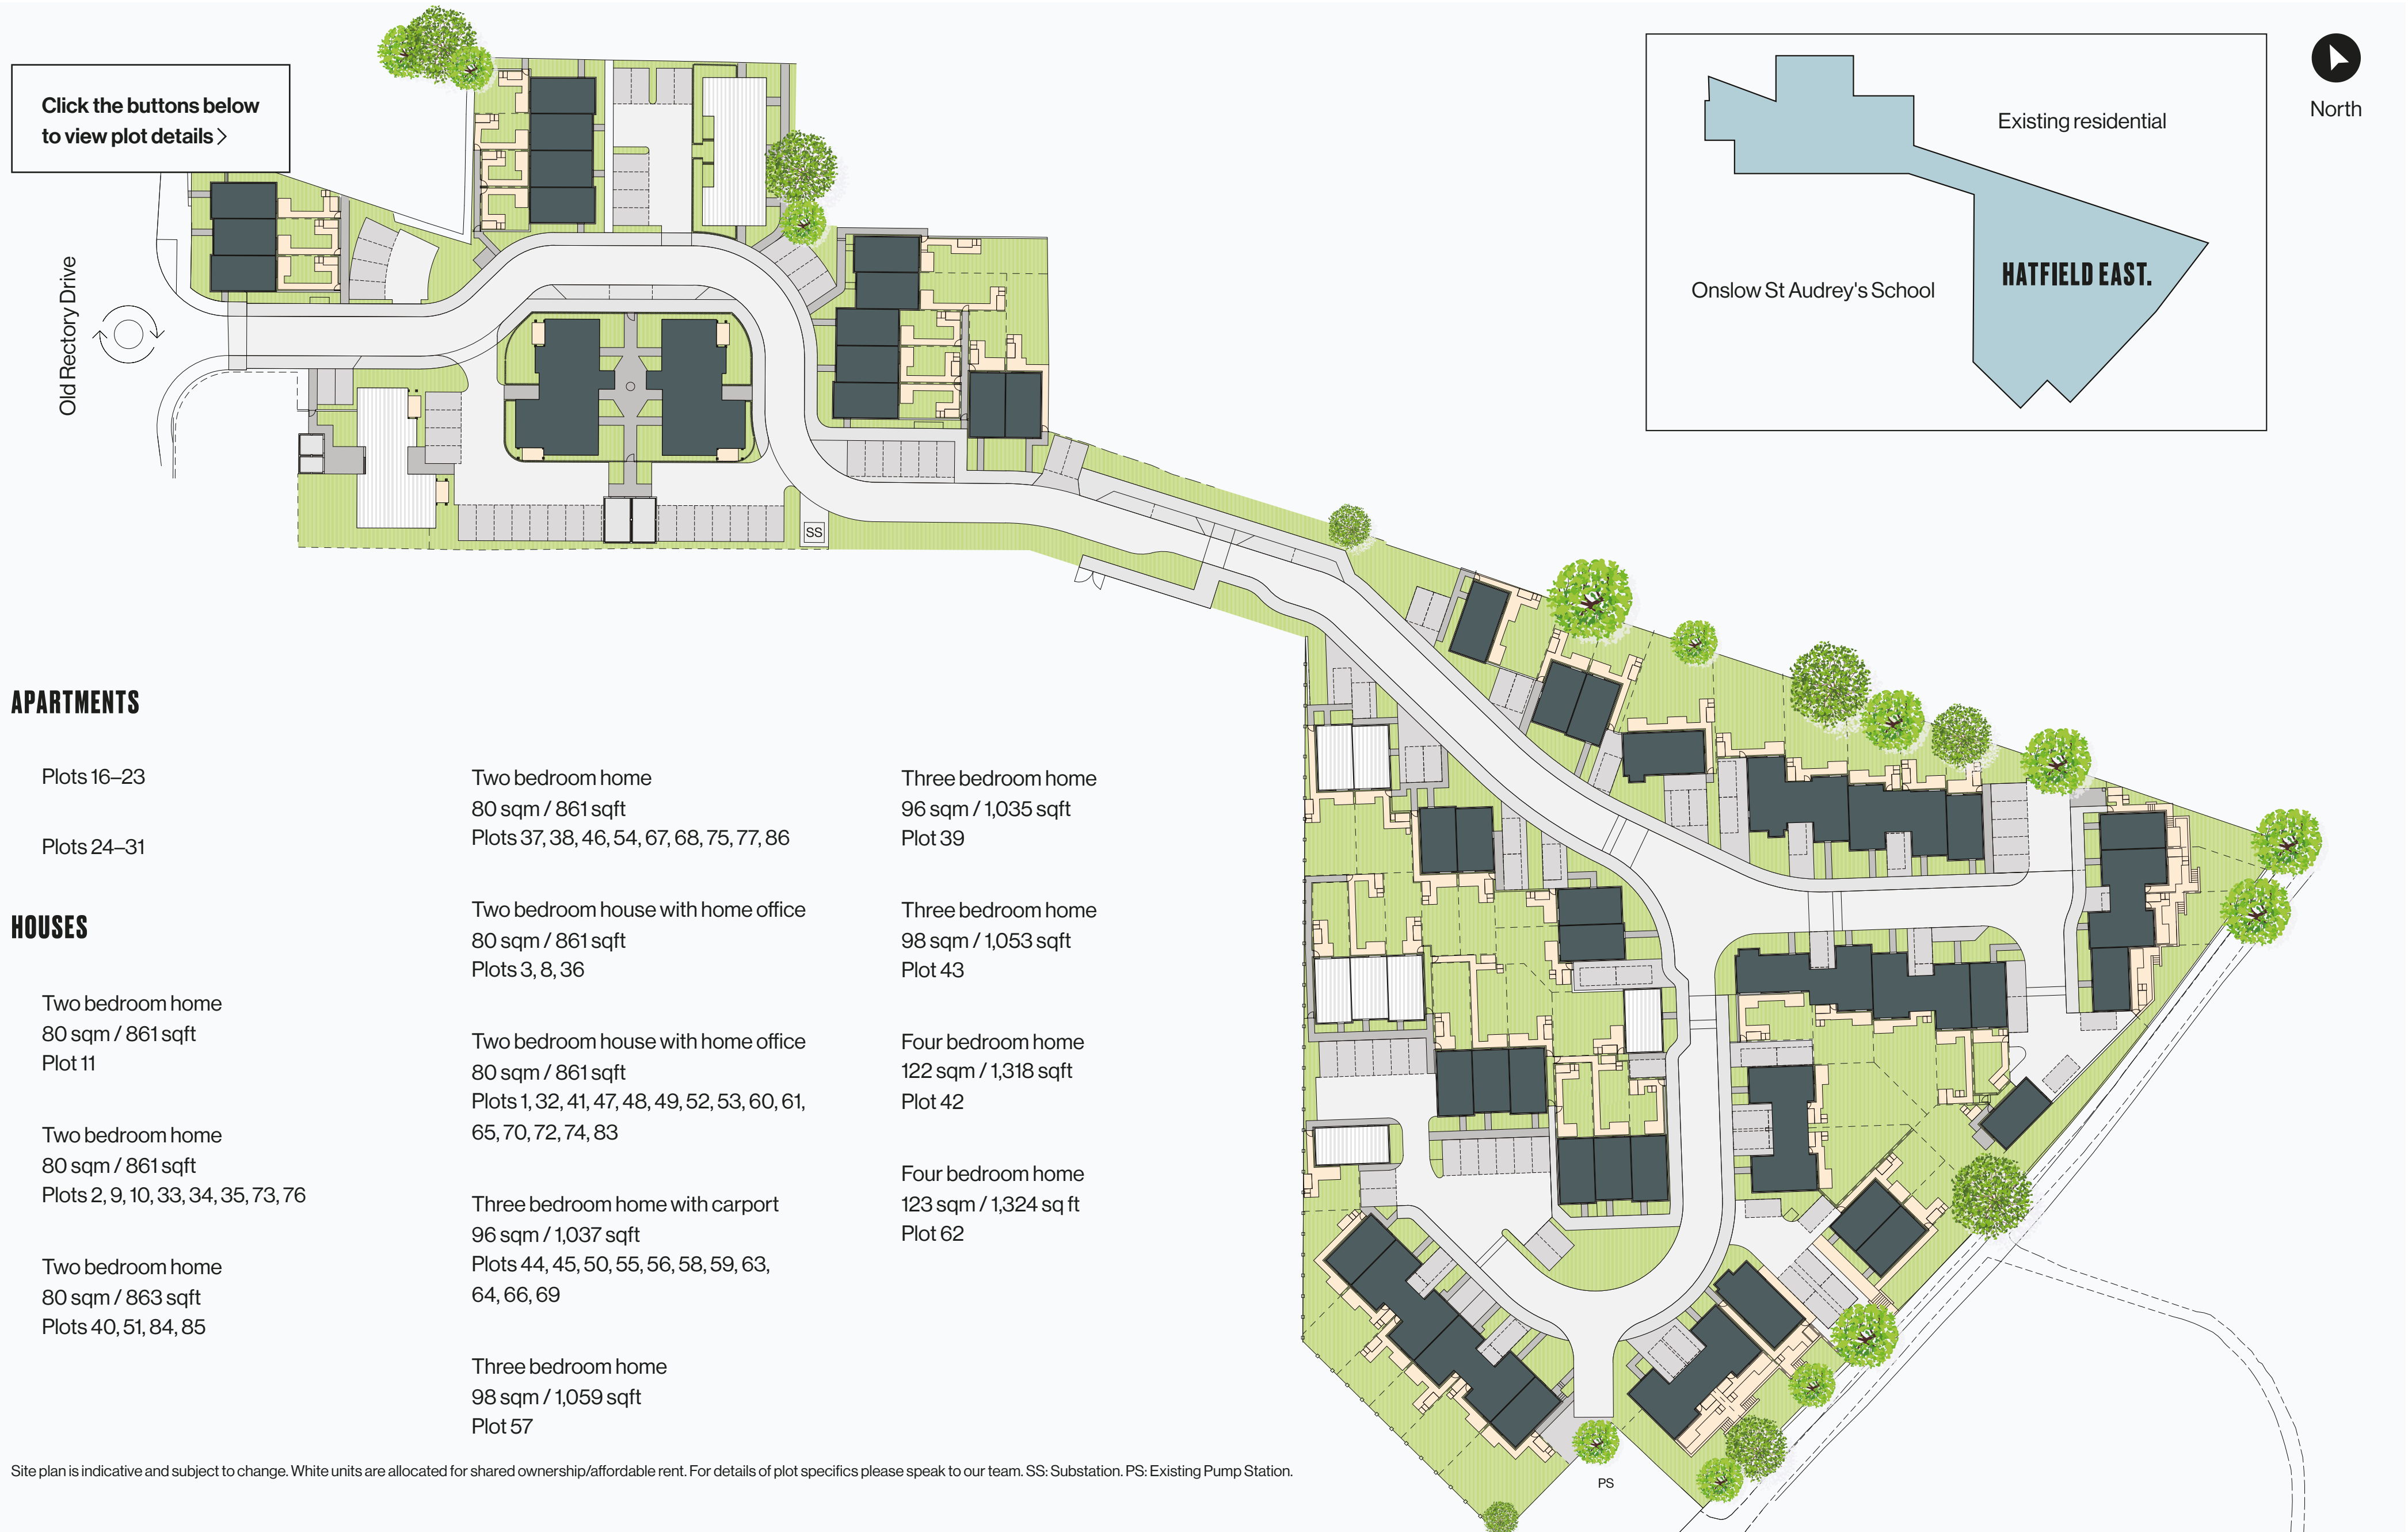 Click the buttons below
to view plot details >
Old Rectory Drive
SS
Existing residential
Onslow St Audrey's School
HATFIELD EAST.
North
APARTMENTS
Plots 16–23
Plots 24–31
HOUSES
Two bedroom home
80 sqm / 861 sqft
Plot 11
Two bedroom home
80 sqm / 861 sqft
Plots 2, 9, 10, 33, 34, 35, 73, 76
Two bedroom home
80 sqm / 863 sqft
Plots 40, 51, 84, 85
Two bedroom home
80 sqm / 861 sqft
Plots 37, 38, 46, 54, 67, 68, 75, 77, 86
Two bedroom house with home office
80 sqm / 861 sqft
Plots 3, 8, 36
Two bedroom house with home office
80 sqm / 861 sqft
Plots 1, 32, 41, 47, 48, 49, 52, 53, 60, 61,
65, 70, 72, 74, 83
Three bedroom home with carport
96 sqm / 1,037 sqft
Plots 44, 45, 50, 55, 56, 58, 59, 63,
64, 66, 69
Three bedroom home
98 sqm / 1,059 sqft
Plot 57
Three bedroom home
96 sqm / 1,035 sqft
Plot 39
Three bedroom home
98 sqm / 1,053 sqft
Plot 43
Four bedroom home
122 sqm / 1,318 sqft
Plot 42
Four bedroom home
123 sqm / 1,324 sq ft
Plot 62
PS
Site plan is indicative and subject to change. White units are allocated for shared ownership/affordable rent. For details of plot specifics please speak to our team. SS: Substation. PS: Existing Pump Station.